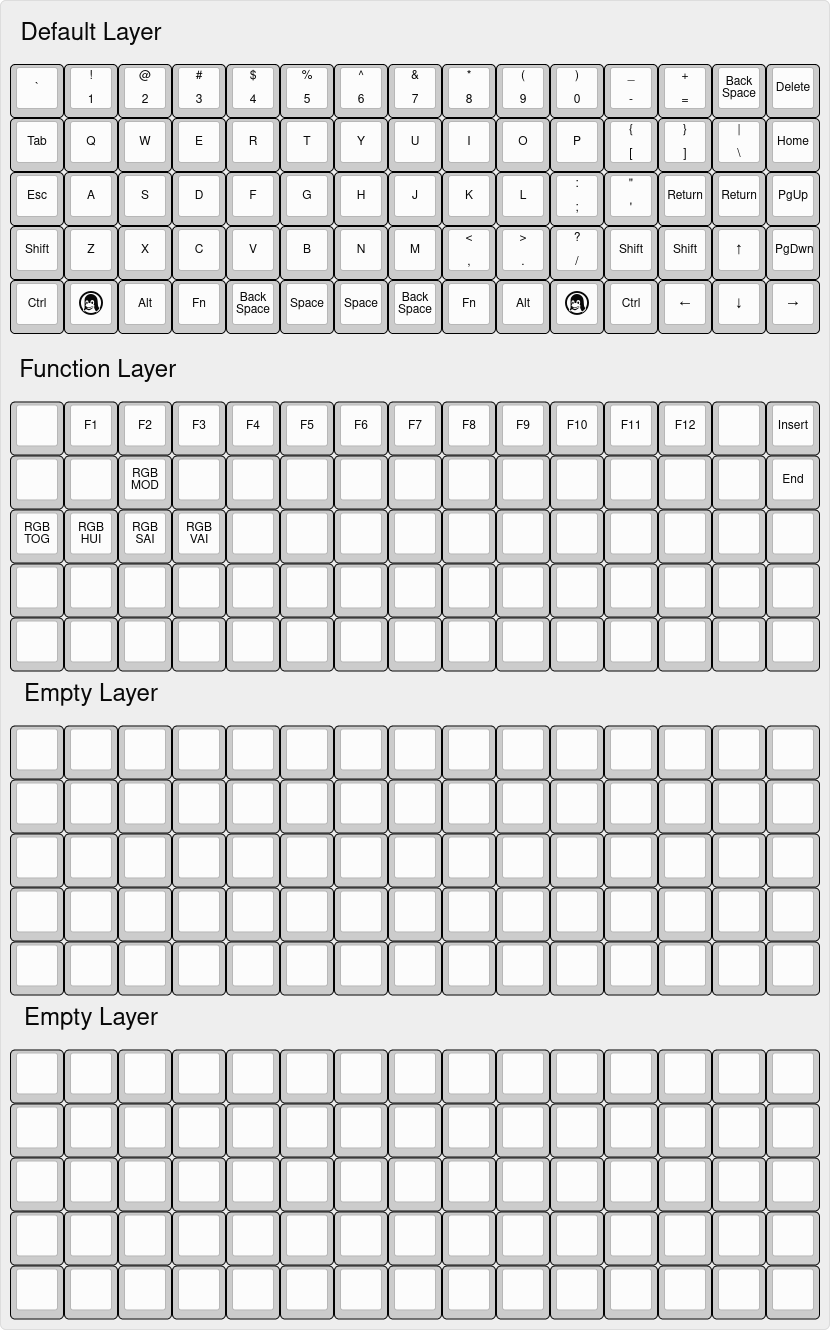 Default Layer
` ! @ # $ % ^ & * ( ) _ + Back Delete
1 2 3 4 5 6 7 8 9 0 - = Space
Tab Q W E R T Y U I O P { } | Home
[ ] \
Esc A S D F G H J K L : " Return Return PgUp
; '
Shift Z X C V B N M < > ? Shift Shift ↑ PgDwn
, . /
Ctrl Alt Fn Back Space Space Back Fn Alt Ctrl ← ↓ →
Space Space
Function Layer
F1 F2 F3 F4 F5 F6 F7 F8 F9 F10 F11 F12 Insert
RGB End
MOD
RGB RGB RGB RGB
TOG HUI SAI VAI
Empty Layer
Empty Layer